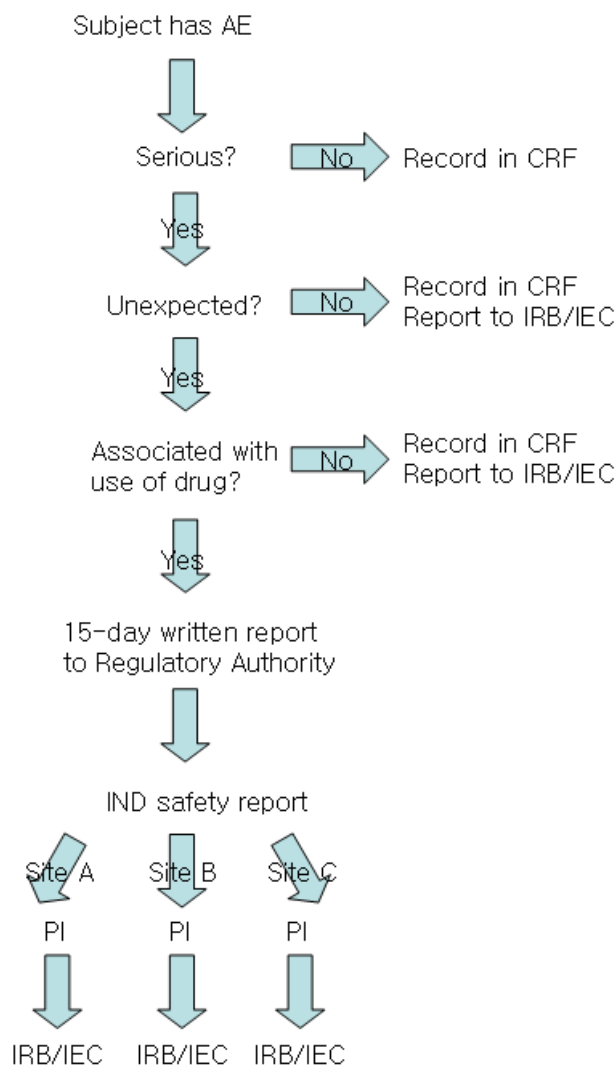 Subject has AE
Serious?
No
Record in CRF
Yes
Unexpected?
No
Record in CRF
Report to IRB/IEC
Yes
Associated with
use of drug?
No
Record in CRF
Report to IRB/IEC
Yes
15-day written report
to Regulatory Authority
IND safety report
Site A
Site B
Site C
PI
PI
PI
IRB/IEC
IRB/IEC
IRB/IEC